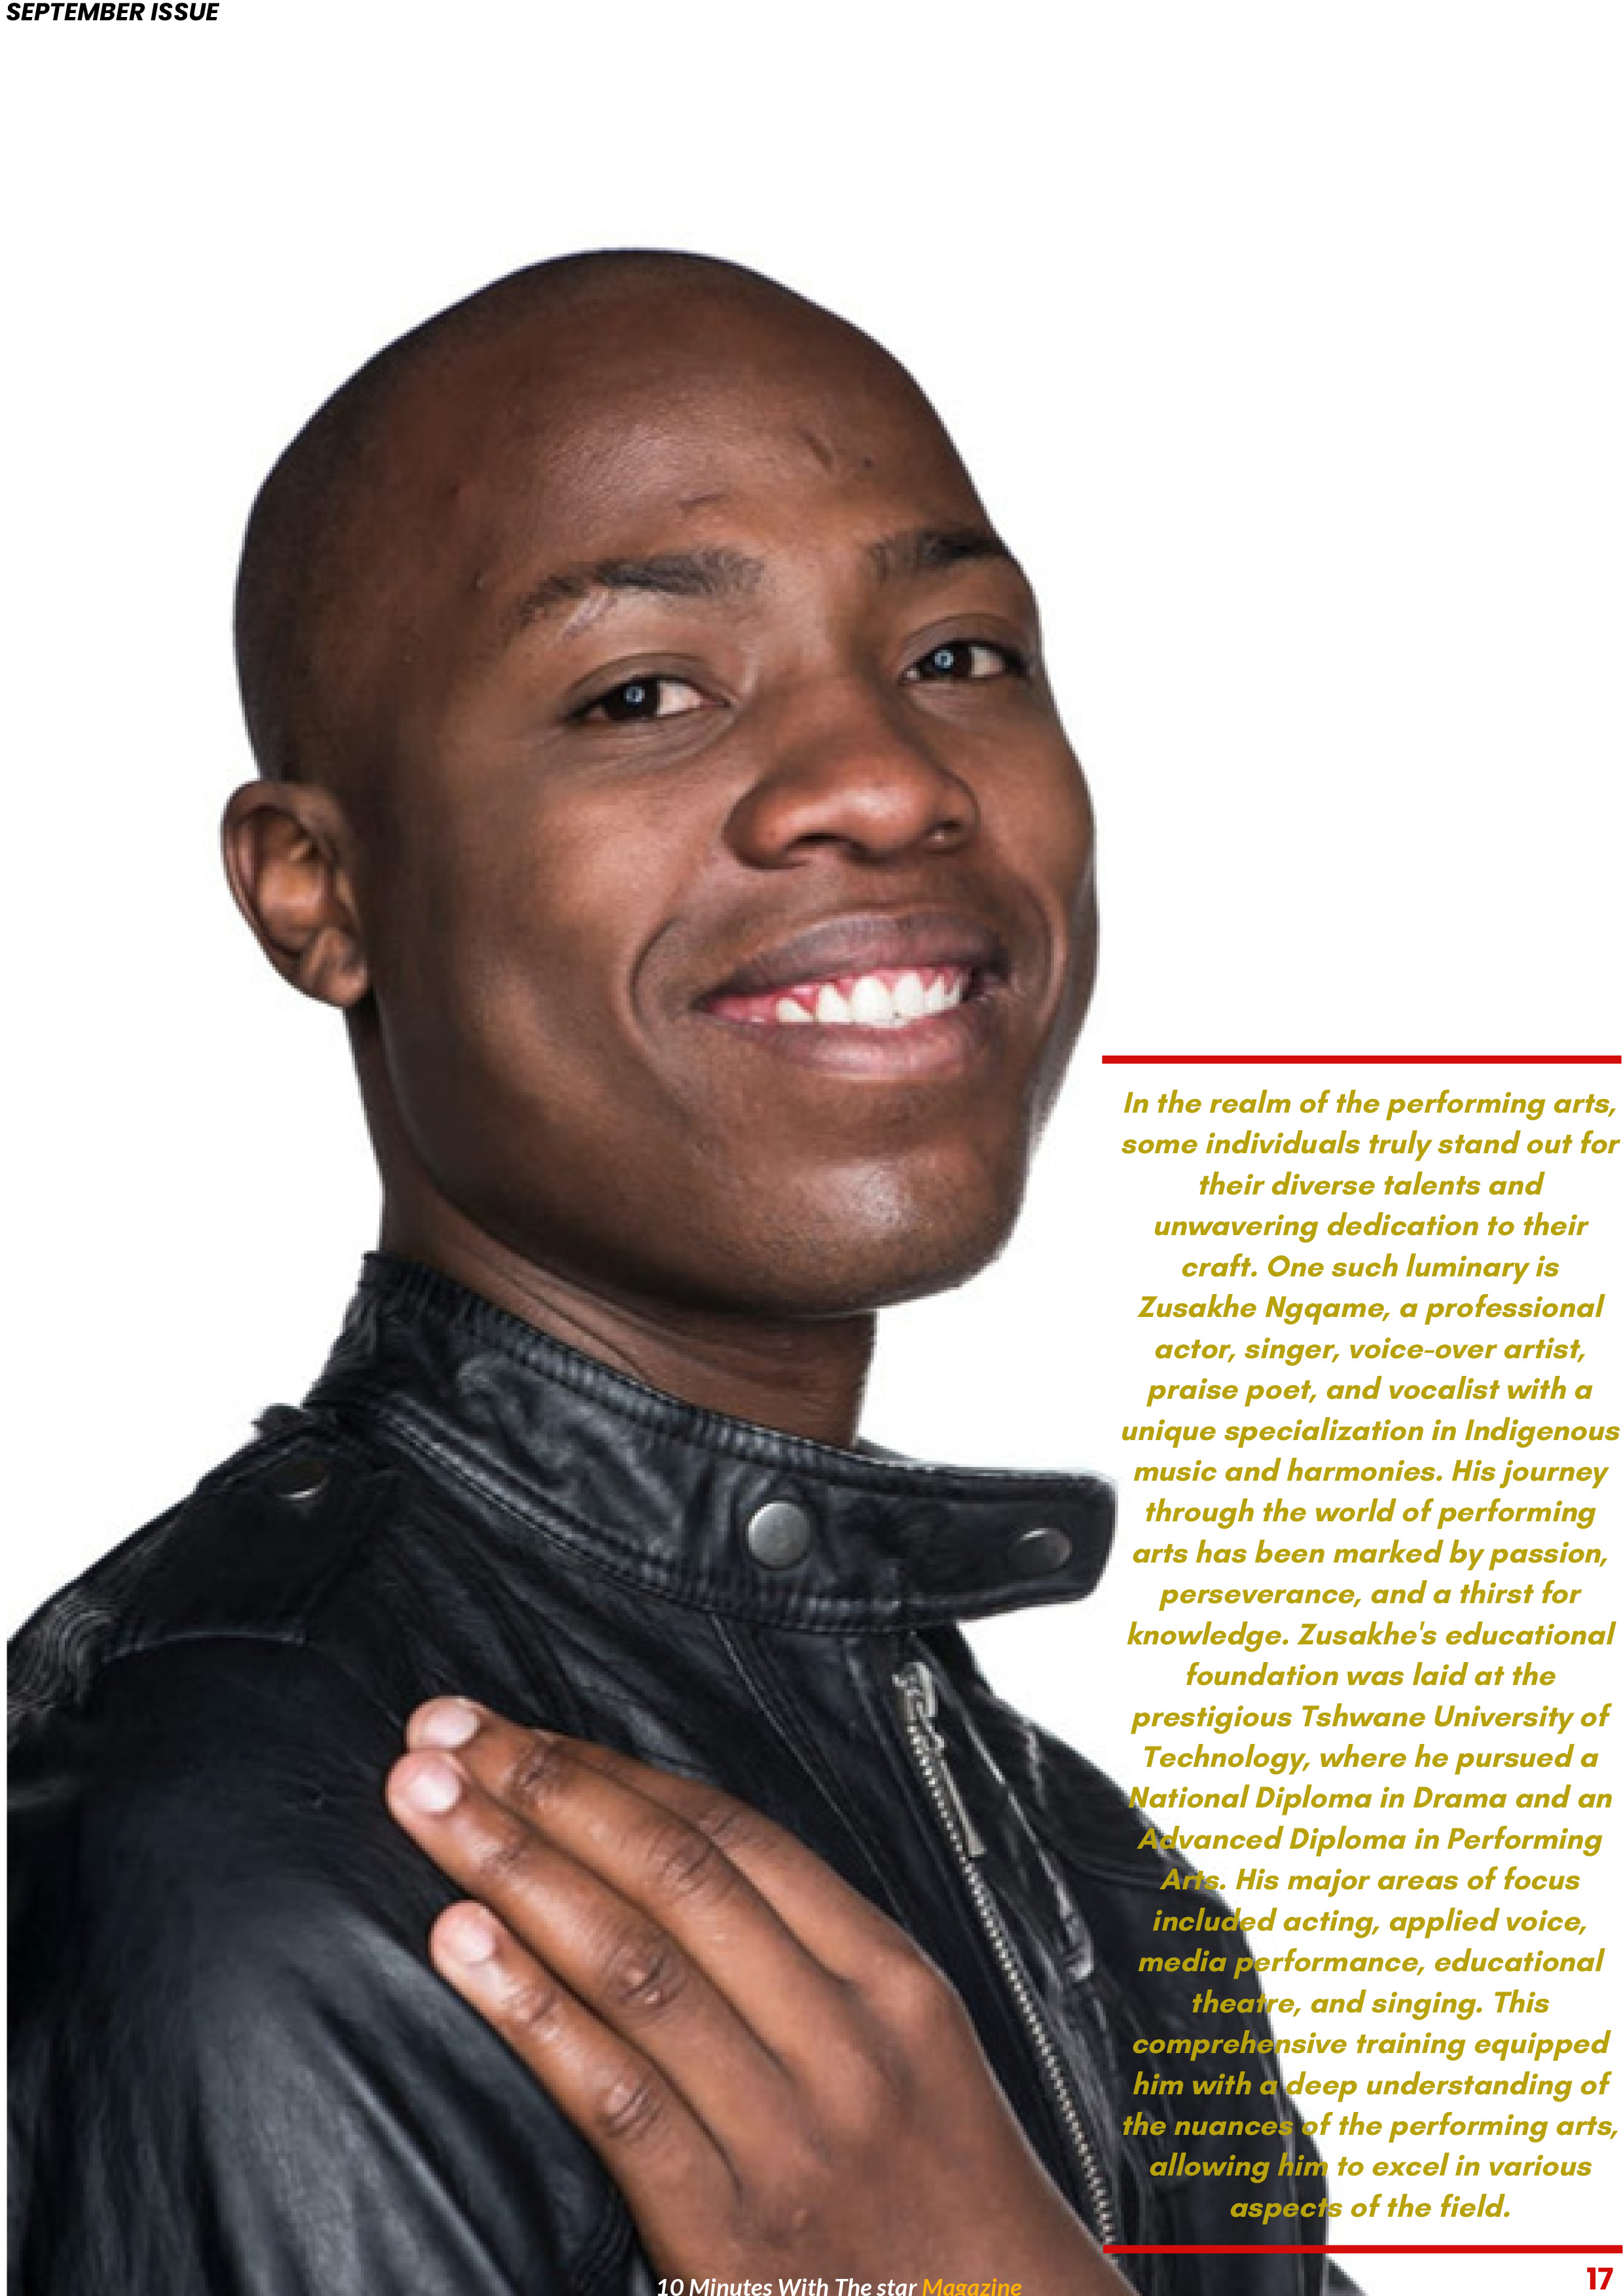 SEPTEMBER ISSUE
In the realm of the performing arts,
some individuals truly stand out for
their diverse talents and
unwavering dedication to their
craft. One such luminary is
Zusakhe Ngqame, a professional
actor, singer, voice-over artist,
praise poet, and vocalist with a
unique specialization in Indigenous
music and harmonies. His journey
through the world of performing
arts has been marked by passion,
perseverance, and a thirst for
knowledge. Zusakhe's educational
foundation was laid at the
prestigious Tshwane University of
Technology, where he pursued a
National Diploma in Drama and an
Advanced Diploma in Performing
Arts. His major areas of focus
included acting, applied voice,
media performance, educational
theatre, and singing. This
comprehensive training equipped
him with a deep understanding of
the nuances of the performing arts,
allowing him to excel in various
aspects of the field.
10 Minutes With The star Magazine
17